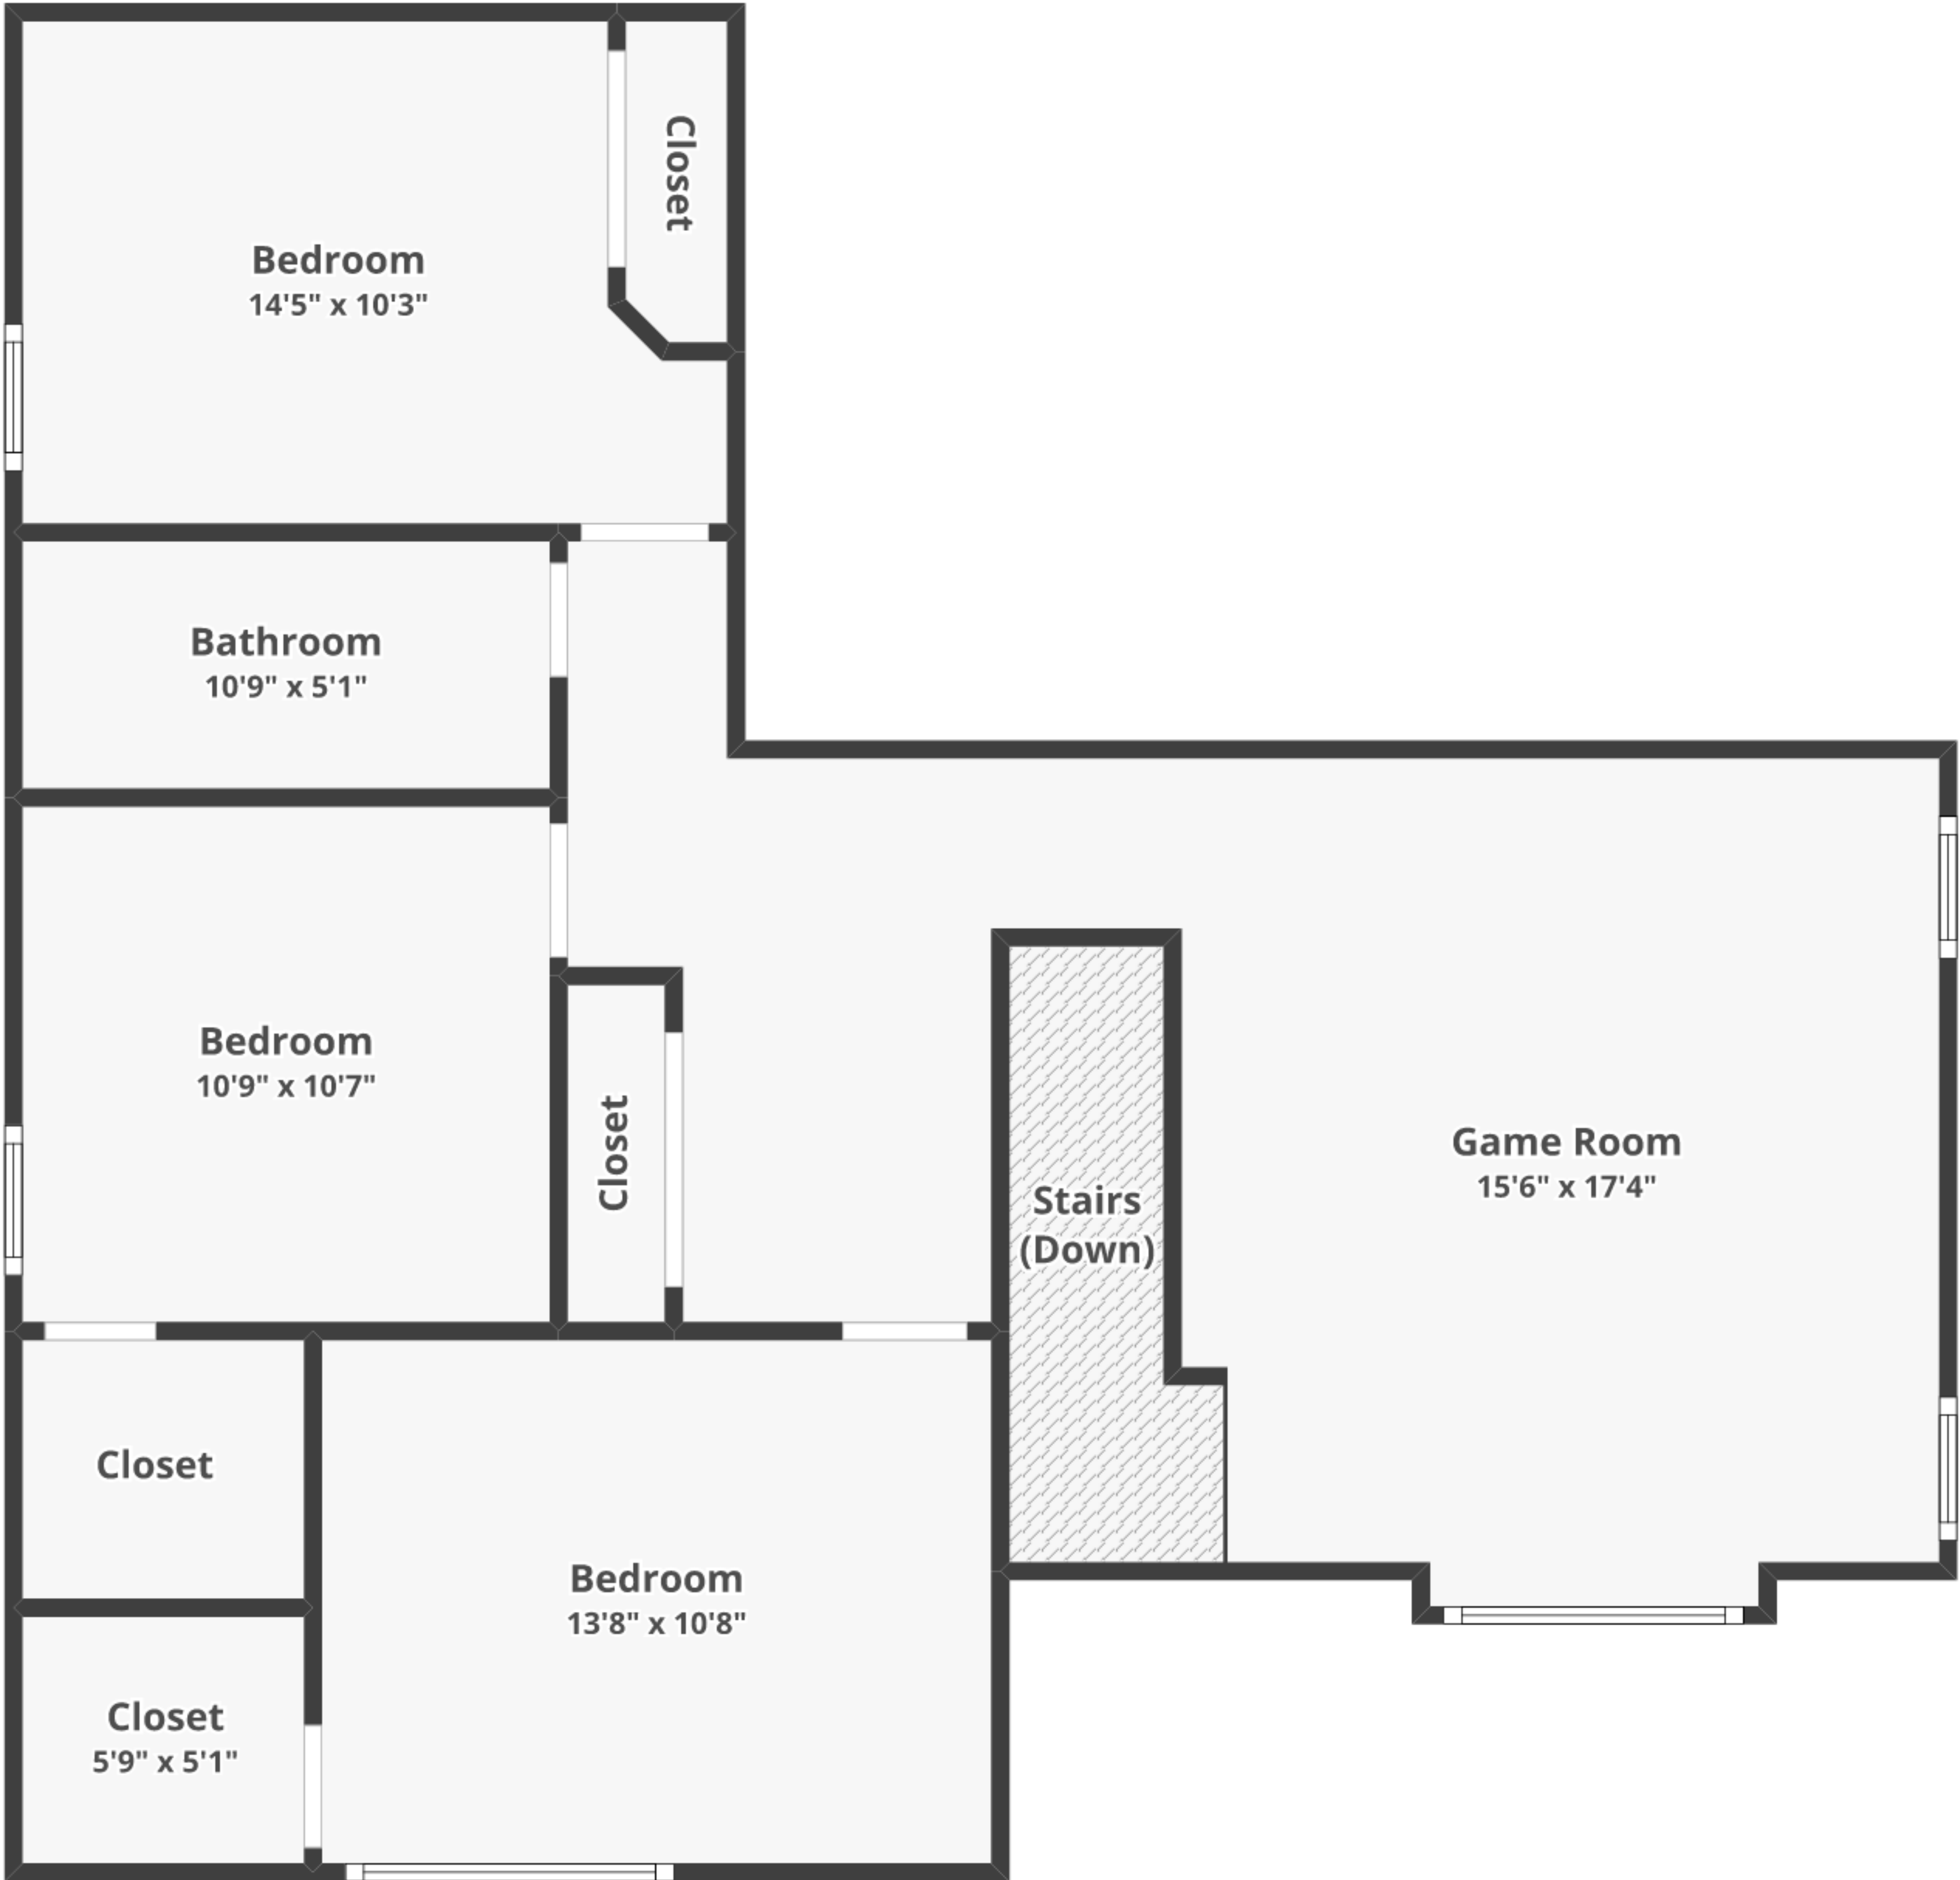 Closet
Bedroom
14'5" x 10'3"
Bathroom
10'9" x 5'1"
Bedroom
10'9" x 10'7"
Closet
Game Room
15'6" x 17'4"
Stairs
(Down)
Closet
Bedroom
13'8" x 10'8"
Closet
5'9" x 5'1"